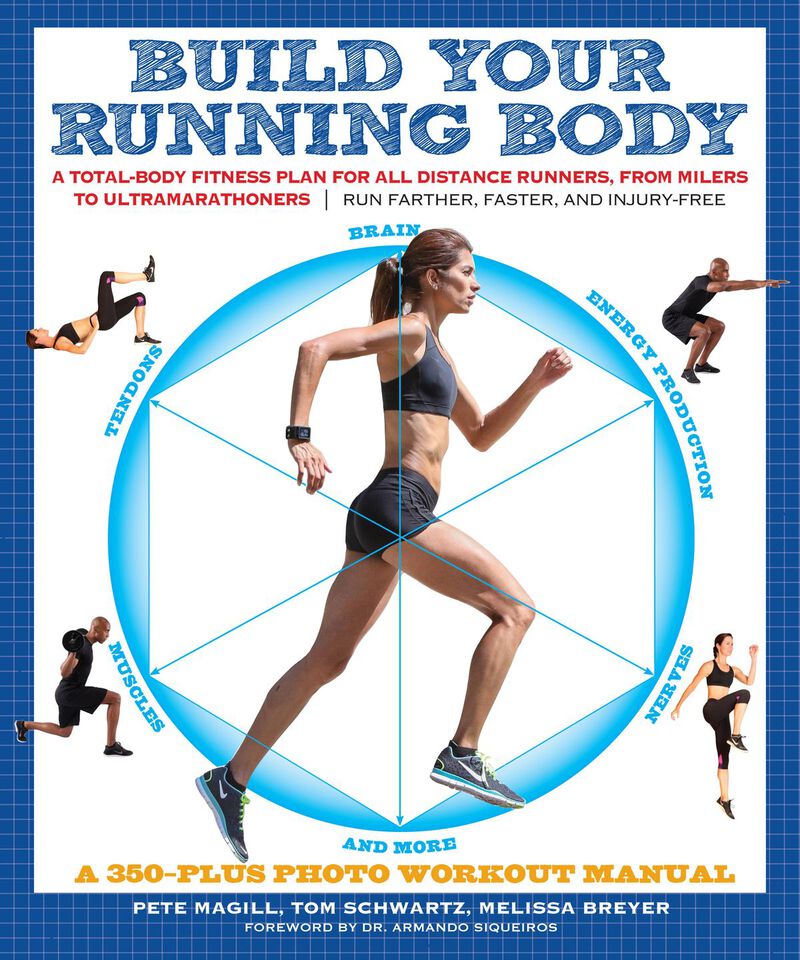 BUILD YOUR
RUNNING BODY
A TOTAL-BODY FITNESS PLAN FOR ALL DISTANCE RUNNERS, FROM MILERS
TO ULTRAMARATHONERS | RUN FARTHER, FASTER, AND INJURY-FREE
BRAIN
ENERGY PRODUCTION
TENDONS
MUSCLES
NERVES
AND MORE
A 350-PLUS PHOTO WORKOUT MANUAL
PETE MAGILL, TOM SCHWARTZ, MELISSA BREYER
FOREWORD BY DR. ARMANDO SIQUEIROS